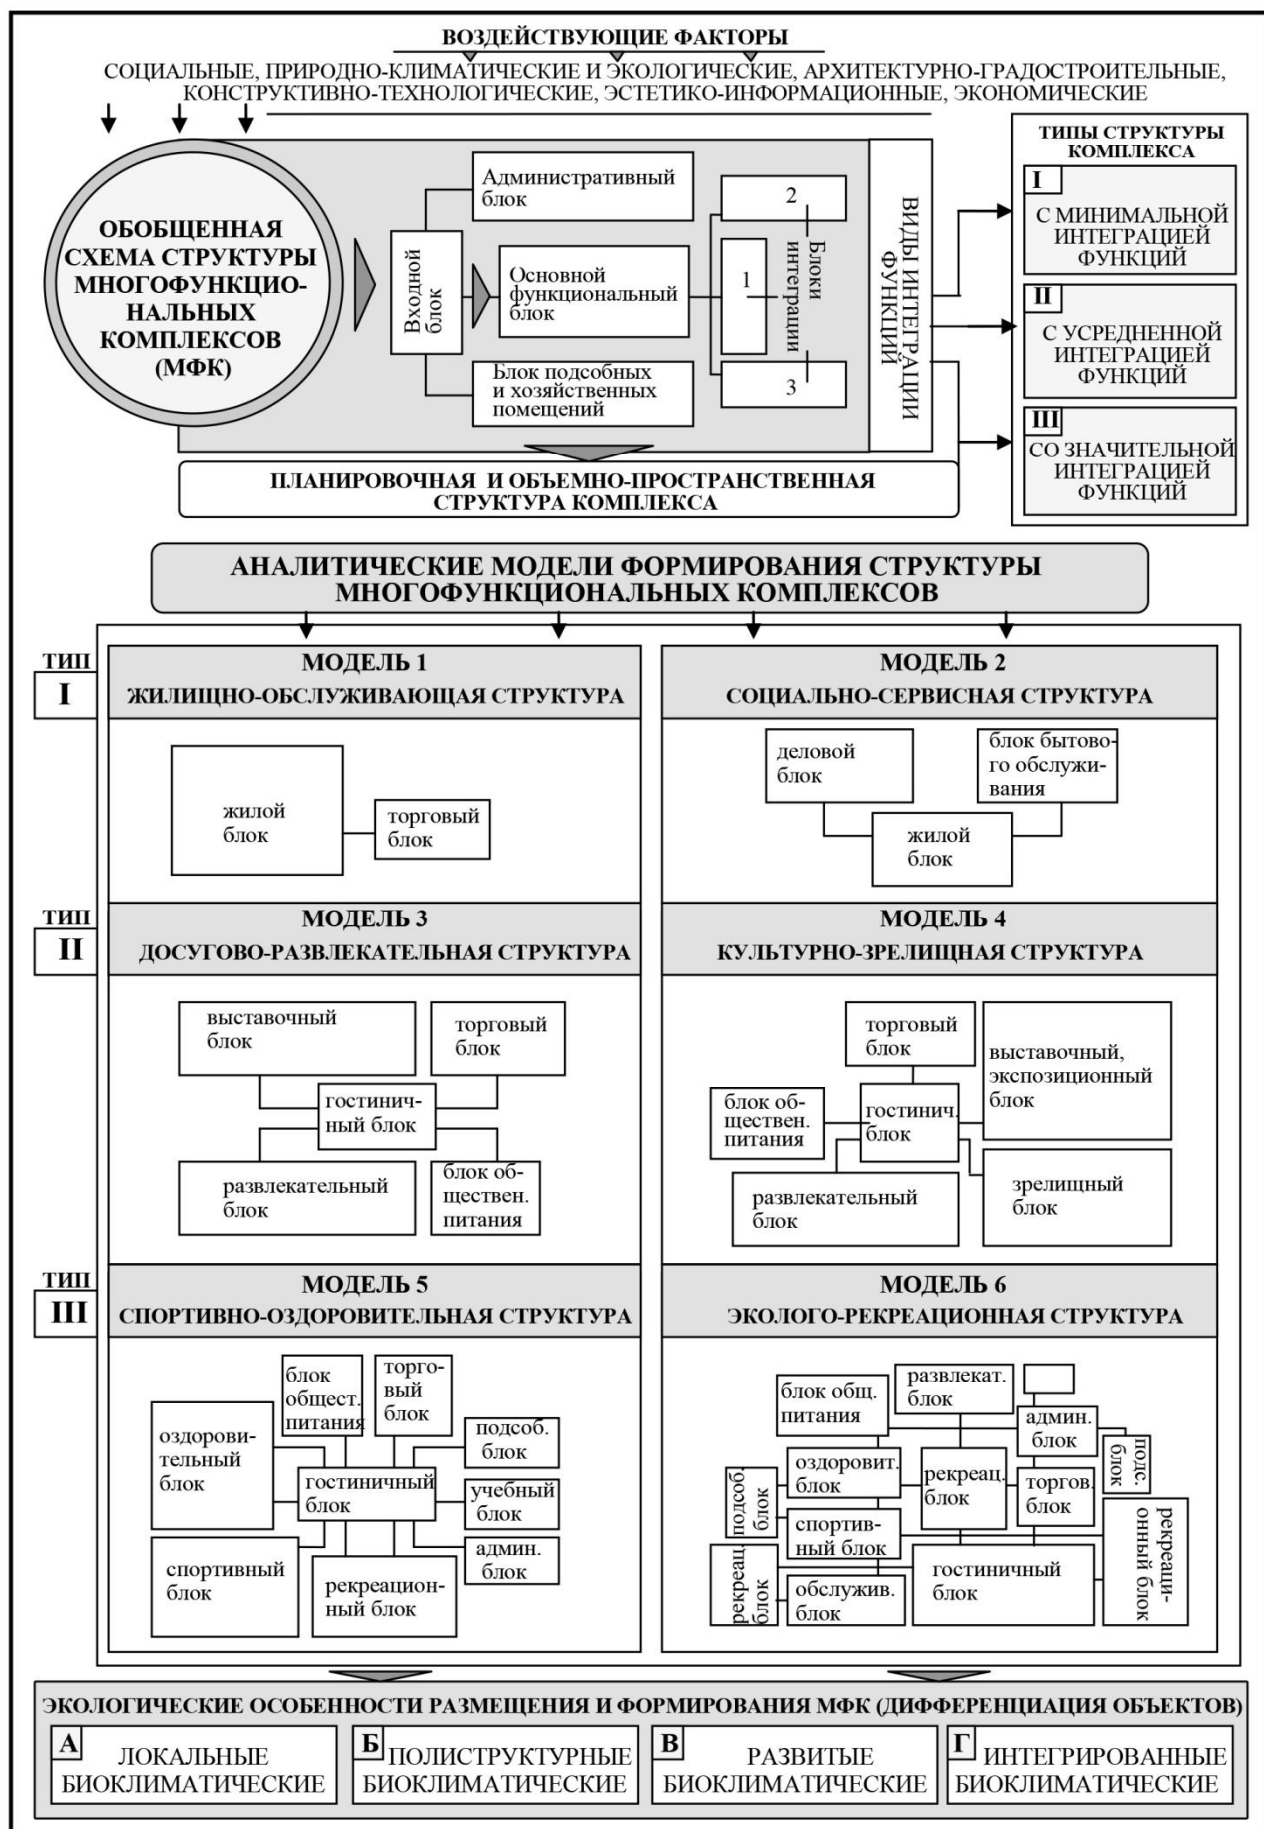 ВОЗДЕЙСТВУЮЩИЕ ФАКТОРЫ
СОЦИАЛЬНЫЕ, ПРИРОДНО-КЛИМАТИЧЕСКИЕ И ЭКОЛОГИЧЕСКИЕ, АРХИТЕКТУРНО-ГРАДОСТРОИТЕЛЬНЫЕ,
КОНСТРУКТИВНО-ТЕХНОЛОГИЧЕСКИЕ, ЭСТЕТИКО-ИНФОРМАЦИОННЫЕ, ЭКОНОМИЧЕСКИЕ
ОБОБЩЕННАЯ
СХЕМА СТРУКТУРЫ
МНОГОФУНКЦИО-
НАЛЬНЫХ
КОМПЛЕКСОВ
(МФК)
Входной
блок
Административный
блок
Основной
функциональный
блок
Блок подсобных
и хозяйственных
помещений
2
1
3
Блоки
интеграции
ВИДЫ ИНТЕГРАЦИИ
ФУНКЦИЙ
ТИПЫ СТРУКТУРЫ
КОМПЛЕКСА
I
С МИНИМАЛЬНОЙ
ИНТЕГРАЦИЕЙ
ФУНКЦИЙ
II
С УСРЕДНЕННОЙ
ИНТЕГРАЦИЕЙ
ФУНКЦИЙ
III
СО ЗНАЧИТЕЛЬНОЙ
ИНТЕГРАЦИЕЙ
ФУНКЦИЙ
ПЛАНИРОВОЧНАЯ И ОБЪЕМНО-ПРОСТРАНСТВЕННАЯ
СТРУКТУРА КОМПЛЕКСА
АНАЛИТИЧЕСКИЕ МОДЕЛИ ФОРМИРОВАНИЯ СТРУКТУРЫ
МНОГОФУНКЦИОНАЛЬНЫХ КОМПЛЕКСОВ
ТИП
I
МОДЕЛЬ 1
ЖИЛИЩНО-ОБСЛУЖИВАЮЩАЯ СТРУКТУРА
жилой
блок
торговый
блок
МОДЕЛЬ 2
СОЦИАЛЬНО-СЕРВИСНАЯ СТРУКТУРА
деловой
блок
блок бытово-
го обслужи-
вания
жилой
блок
ТИП
II
МОДЕЛЬ 3
ДОСУГОВО-РАЗВЛЕКАТЕЛЬНАЯ СТРУКТУРА
выставочный
блок
торговый
блок
гостинич-
ный блок
развлекательный
блок
блок об-
ществен.
питания
МОДЕЛЬ 4
КУЛЬТУРНО-ЗРЕЛИЩНАЯ СТРУКТУРА
торговый
блок
выставочный,
экспозиционный
блок
блок об-
ществен.
питания
гостинич.
блок
развлекательный
блок
зрелищный
блок
ТИП
III
МОДЕЛЬ 5
СПОРТИВНО-ОЗДОРОВИТЕЛЬНАЯ СТРУКТУРА
блок
общест.
питания
торго-
вый
блок
оздорови-
тельный
блок
подсоб.
блок
гостиничный
блок
учебный
блок
спортивный
блок
рекреацион-
ный блок
админ.
блок
МОДЕЛЬ 6
ЭКОЛОГО-РЕКРЕАЦИОННАЯ СТРУКТУРА
блок общ.
питания
развлекат.
блок
админ.
блок
подс.
блок
подсоб.
блок
оздоровит.
блок
рекреац.
блок
торгов.
блок
спортив-
ный блок
рекреац.
блок
обслужив.
блок
гостиничный
блок
рекреаци-
онный блок
ЭКОЛОГИЧЕСКИЕ ОСОБЕННОСТИ РАЗМЕЩЕНИЯ И ФОРМИРОВАНИЯ МФК (ДИФФЕРЕНЦИАЦИЯ ОБЪЕКТОВ)
А
ЛОКАЛЬНЫЕ
БИОКЛИМАТИЧЕСКИЕ
Б
ПОЛИСТРУКТУРНЫЕ
БИОКЛИМАТИЧЕСКИЕ
В
РАЗВИТЫЕ
БИОКЛИМАТИЧЕСКИЕ
Г
ИНТЕГРИРОВАННЫЕ
БИОКЛИМАТИЧЕСКИЕ